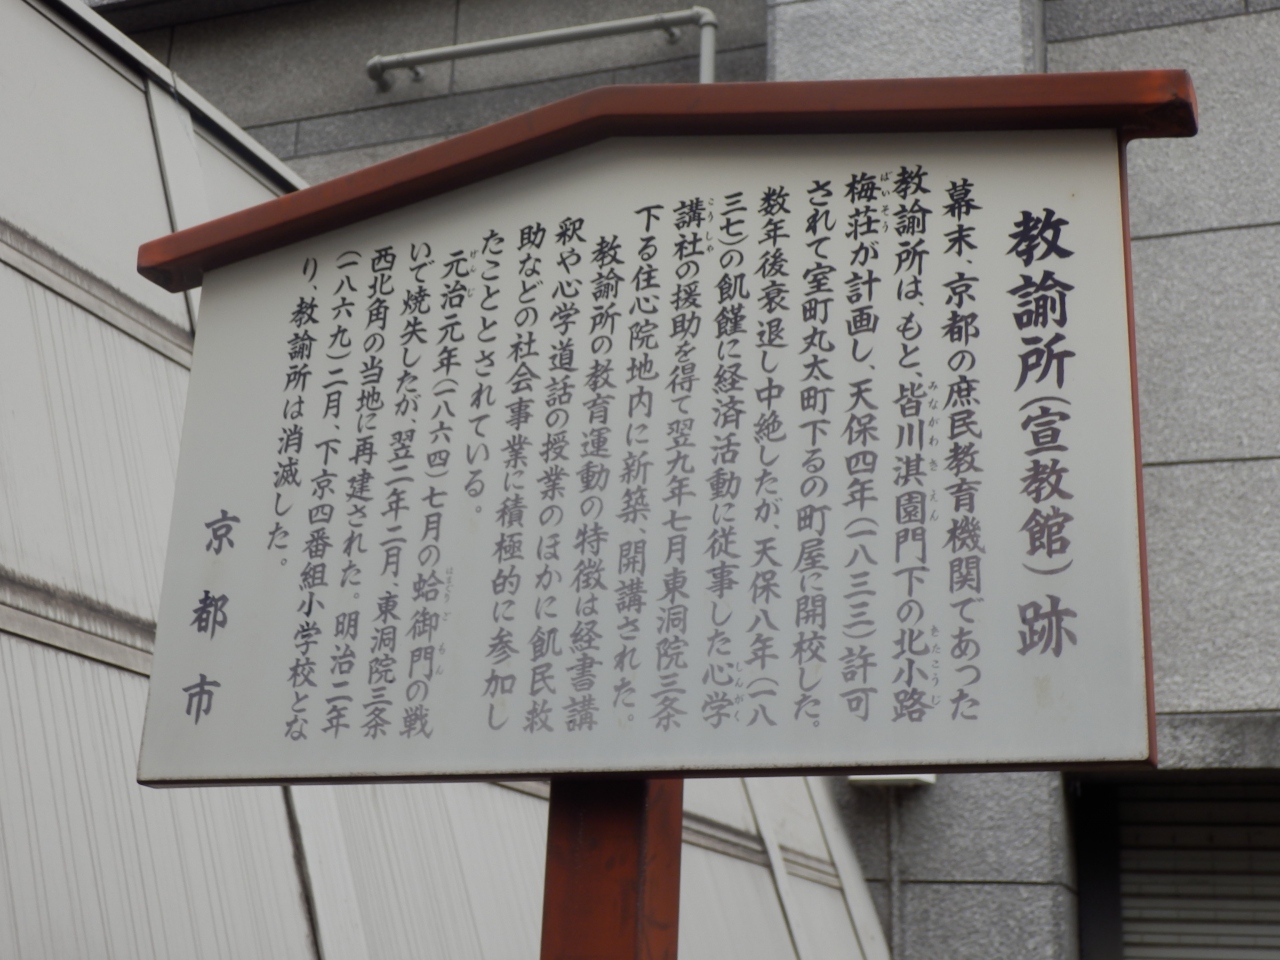 教諭所（宣教館）跡
幕末、京都の庶民教育機関であった
教諭所は、もと、皆川淇園門下の北小路
梅荘が計画し、天保四年（一八三三）許可
されて室町丸太町下るの町屋に開校した。
数年後衰退し中絶したが、天保八年（一八
三七）の飢饉に経済活動に従事した心学
講社の援助を得て翌九年七月東洞院三条
下る住心院地内に新築、開講された。
教諭所の教育運動の特徴は経書講
釈や心学道話の授業のほかに飢民救
助などの社会事業に積極的に参加し
たこととされている。
元治元年（一八六四）七月の蛤御門の戦
いで焼失したが、翌二年二月、東洞院三条
西北角の当地に再建された。明治二年
（一八六九）二月、下京四番組小学校とな
り、教諭所は消滅した。
京都市